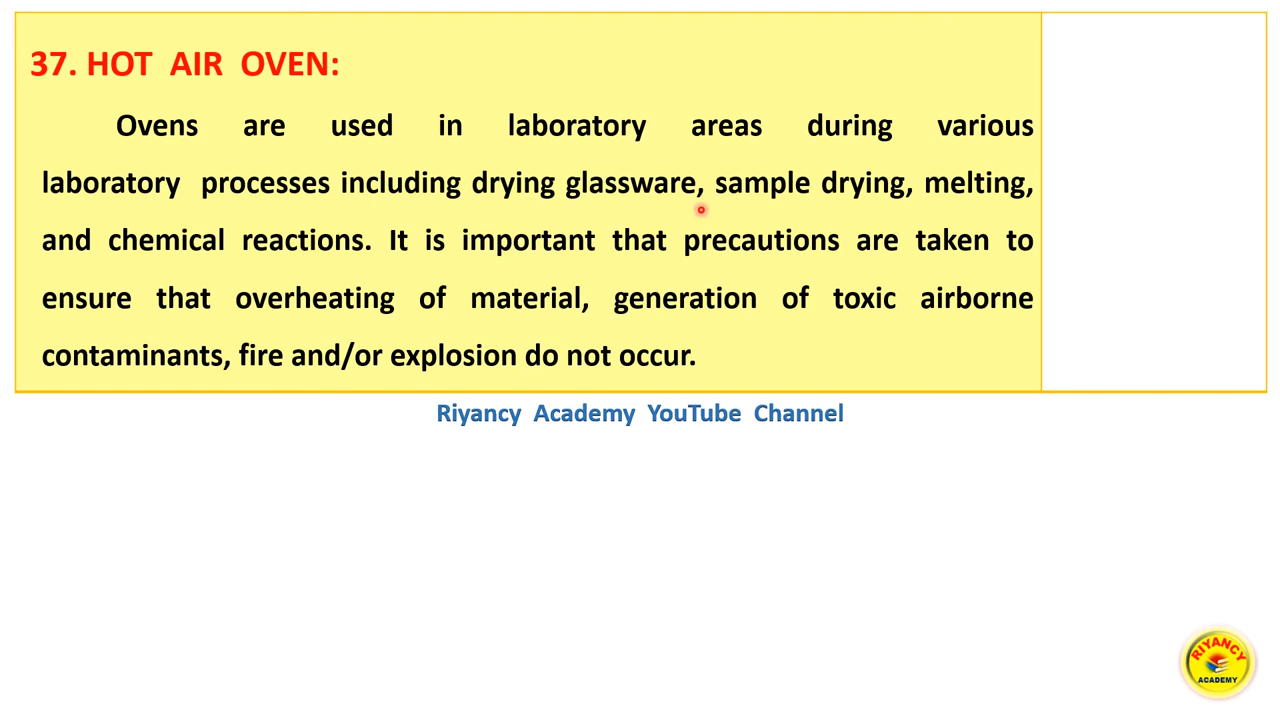 37. HOT AIR OVEN:
Ovens are used in laboratory areas during various
laboratory processes including drying glassware, sample drying, melting,
and chemical reactions. It is important that precautions are taken to
ensure that overheating of material, generation of toxic airborne
contaminants, fire and/or explosion do not occur.
Riyancy Academy YouTube Channel
RIYANCY
ACADEMY